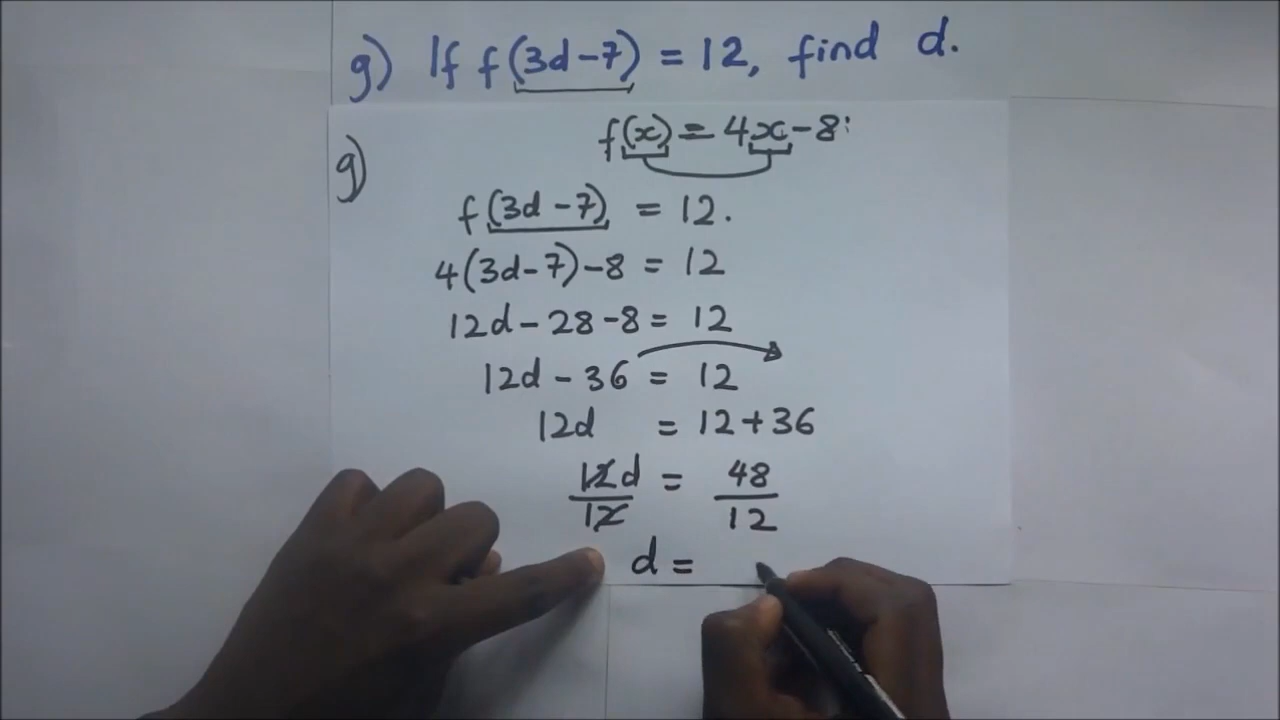 g) If f(3d-7) = 12, find d.
g)
f(x) = 4x-8:
f(3d-7) = 12.
4(3d-7)-8 = 12
12d-28-8 = 12
12d-36 = 12
12d = 12+36
12d/12 = 48/12
d =